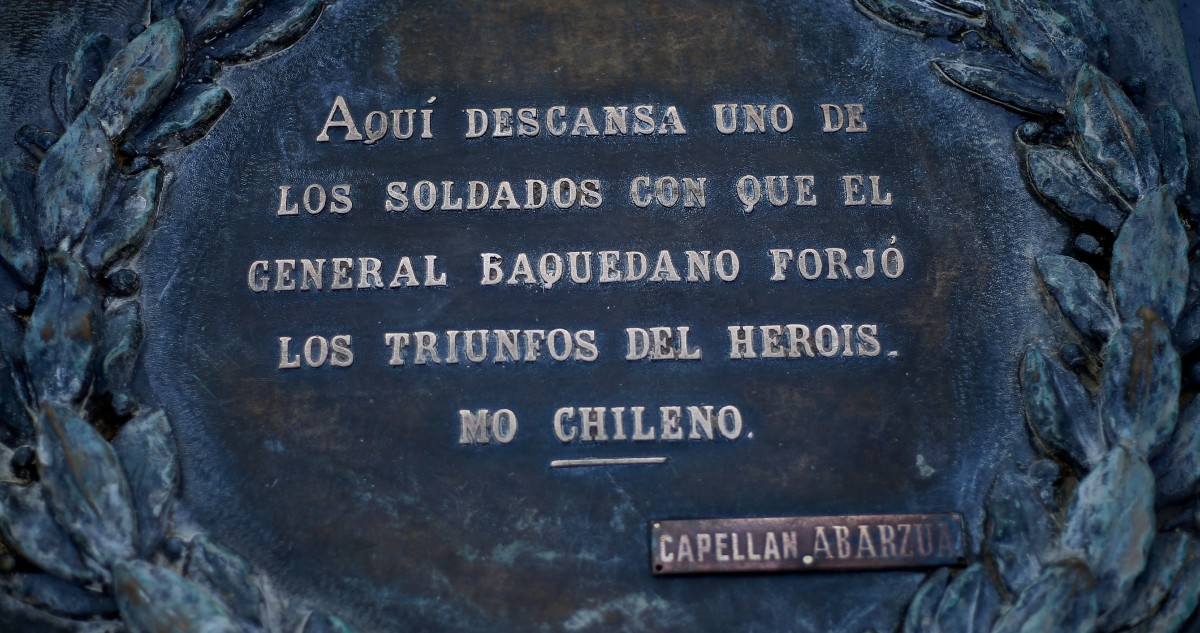 AQUÍ DESCANSA UNO DE
LOS SOLDADOS CON QUE EL
GENERAL BAQUEDANO FORJÓ
LOS TRIUNFOS DEL HEROIS.
MO CHILENO.
CAPELLAN ABARZUA